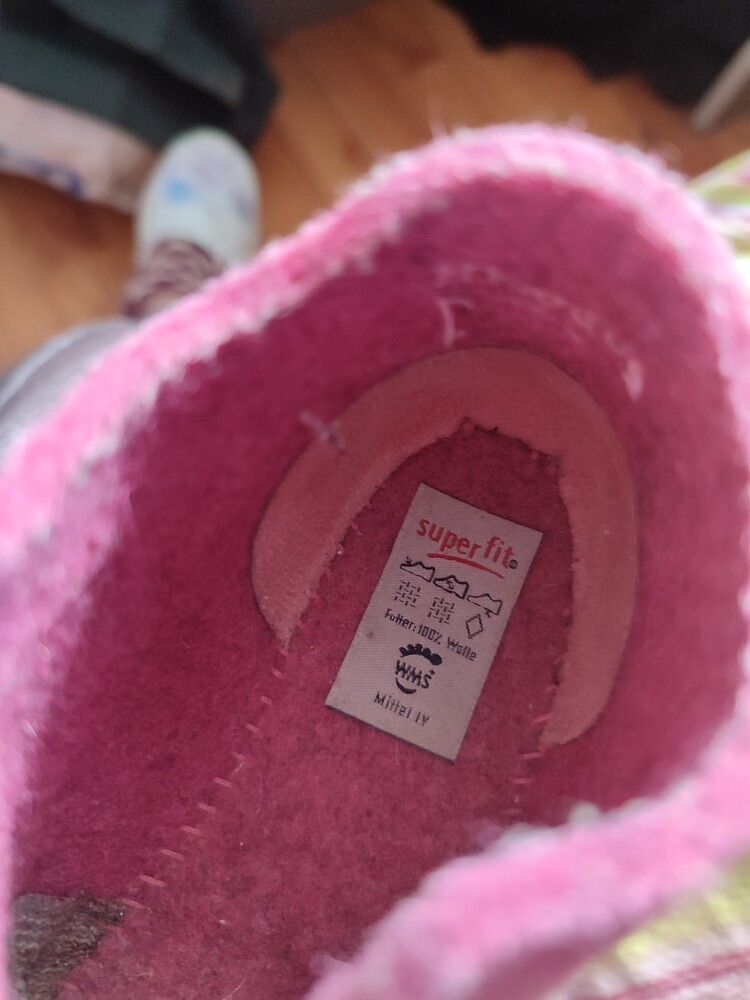 superfit®
Futter:100% Wolle
WMS
Mittel IV